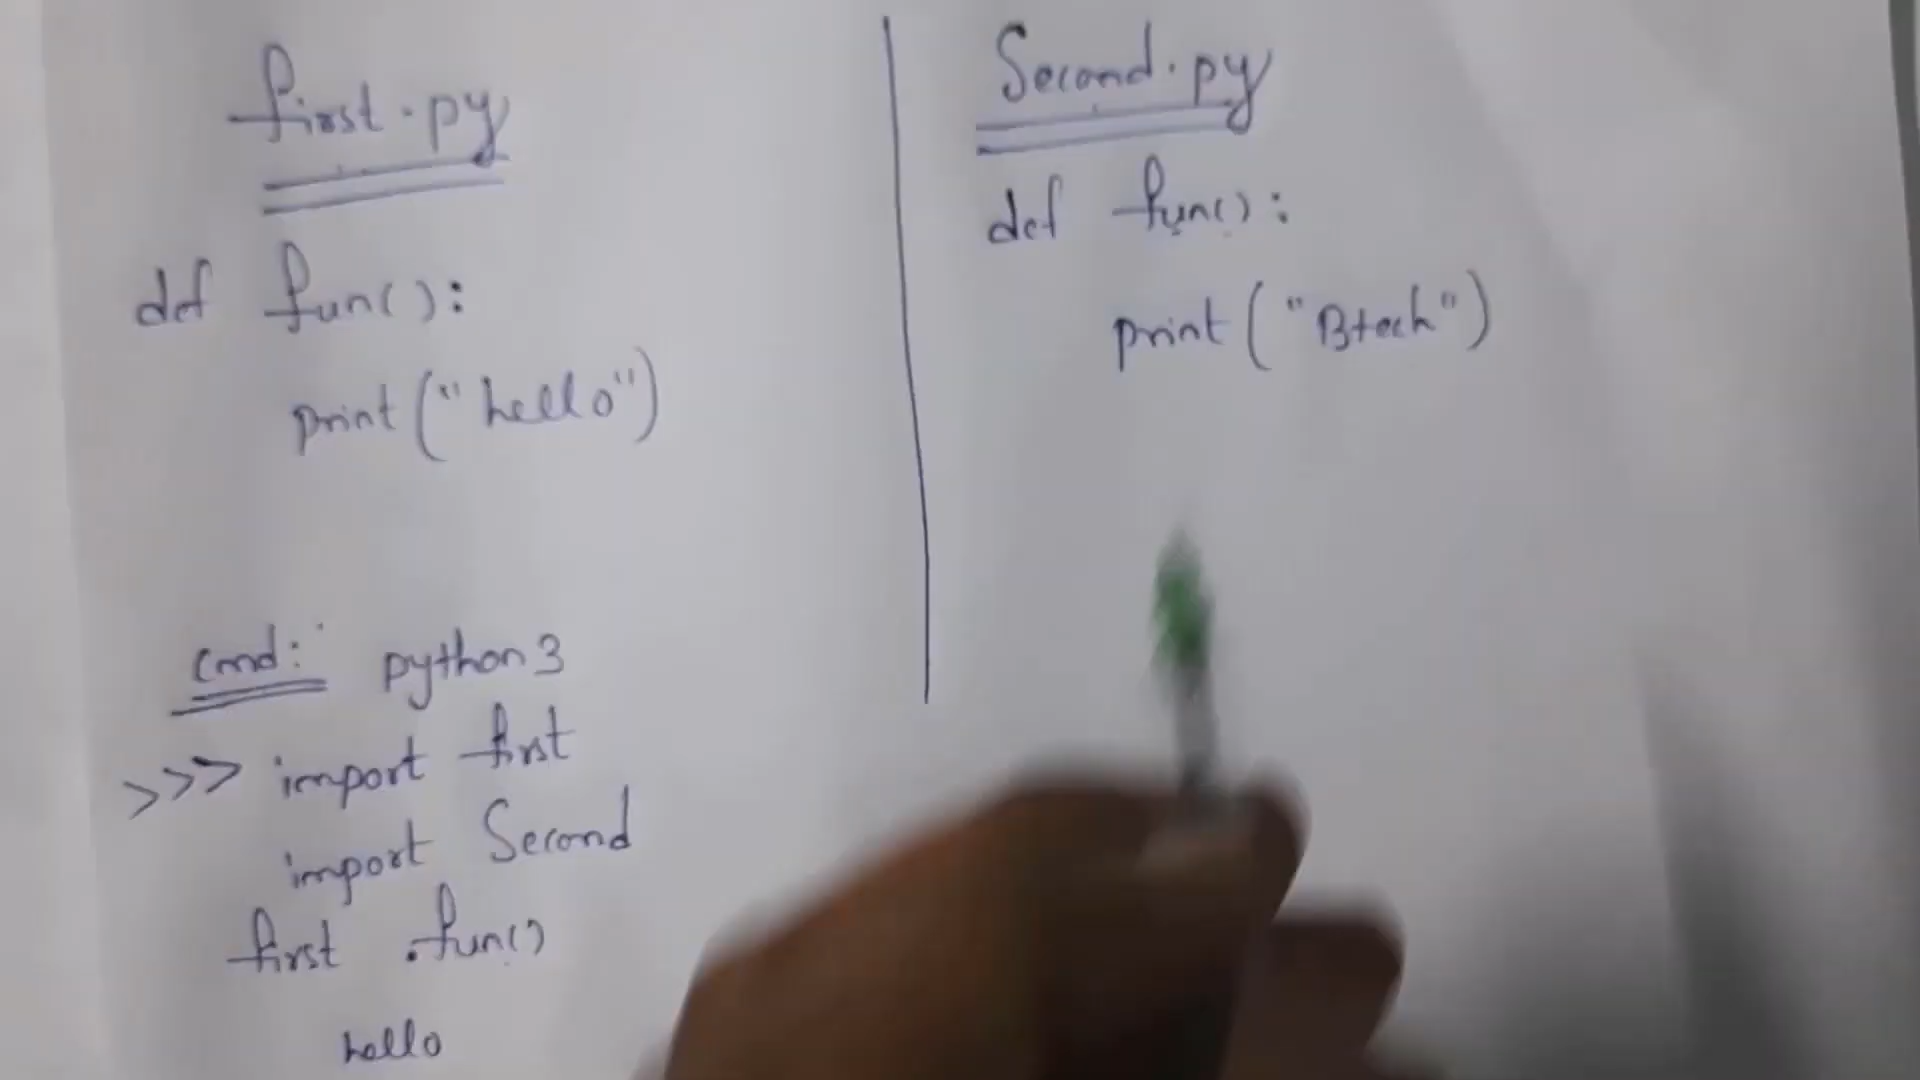 first.py
def fun():
print("hello")
Second.py
def fun():
print("Btech")
cmd: python3
>>> import first
import Second
first .fun()
hello